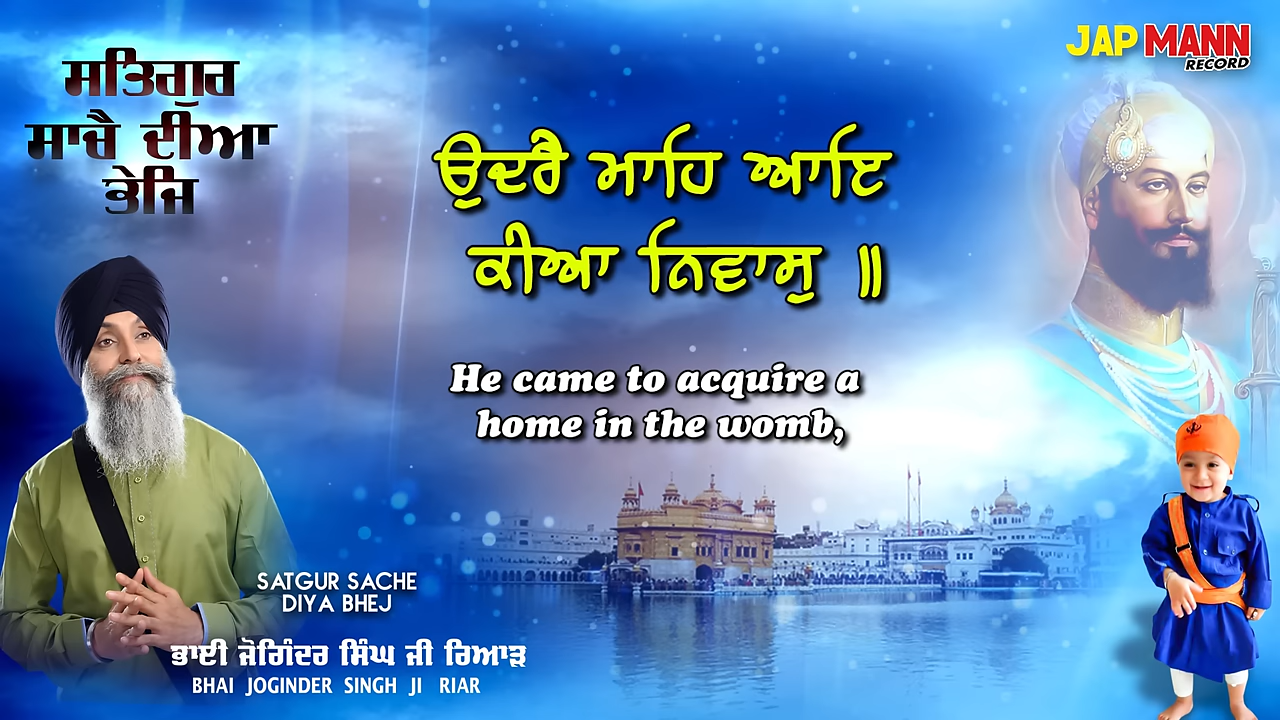 ਸਤਿਗੁਰ
ਸਾਚੈ ਦੀਆ
ਭੇਜਿ
JAP MANN
RECORD
ਉਦਰੈ ਮਾਹਿ ਆਇ
ਕੀਆ ਨਿਵਾਸੁ ॥
He came to acquire a
home in the womb,
SATGUR SACHE
DIYA BHEJ
ਭਾਈ ਜੋਗਿੰਦਰ ਸਿੰਘ ਜੀ ਰਿਆੜ
BHAI JOGINDER SINGH JI RIAR